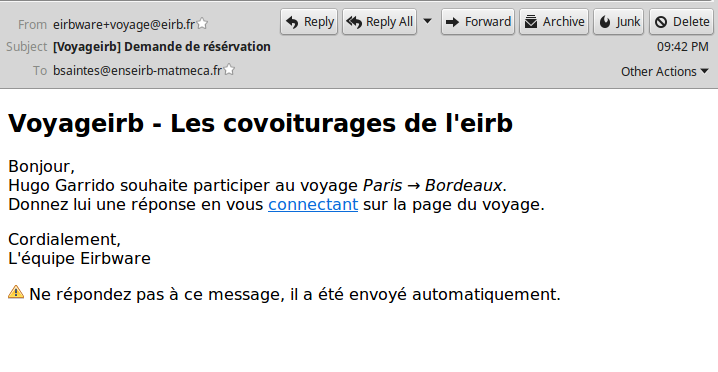 From eirbware+voyage@eirb.fr Reply Reply All Forward Archive Junk Delete
Subject [Voyageirb] Demande de résérvation 09:42 PM
To bsaintes@enseirb-matmeca.fr Other Actions
Voyageirb - Les covoiturages de l'eirb
Bonjour,
Hugo Garrido souhaite participer au voyage Paris → Bordeaux.
Donnez lui une réponse en vous connectant sur la page du voyage.
Cordialement,
L'équipe Eirbware
Ne répondez pas à ce message, il a été envoyé automatiquement.